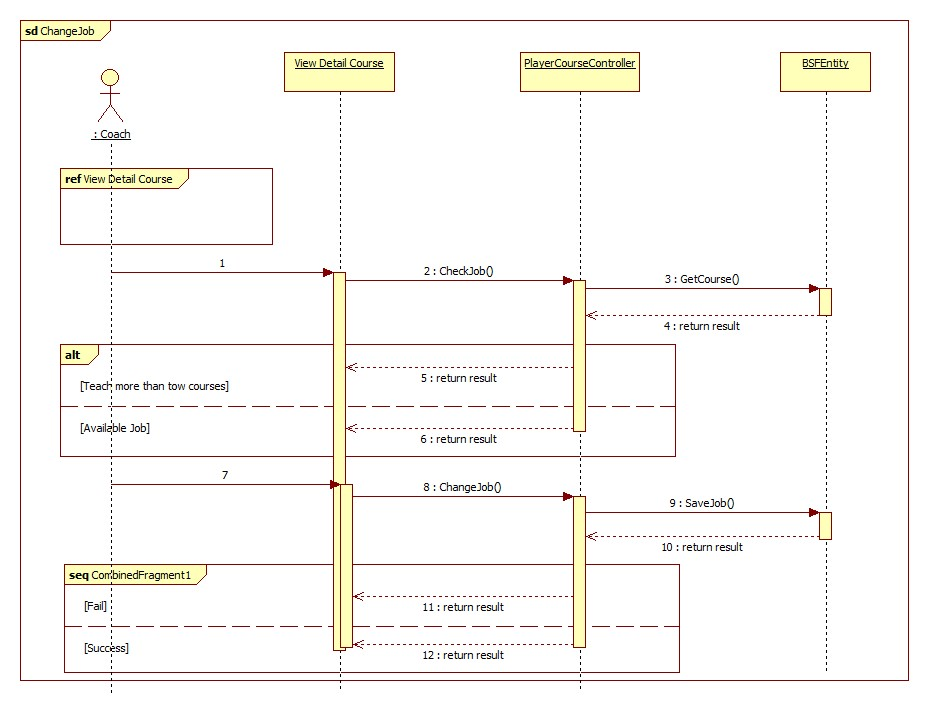 sd ChangeJob
View Detail Course
PlayerCourseController
BSFEntity
: Coach
ref View Detail Course
1
2 : CheckJob()
3 : GetCourse()
4 : return result
alt
5 : return result
[Teach more than tow courses]
[Available Job]
6 : return result
7
8 : ChangeJob()
9 : SaveJob()
10 : return result
seq CombinedFragment1
[Fail]
11 : return result
[Success]
12 : return result